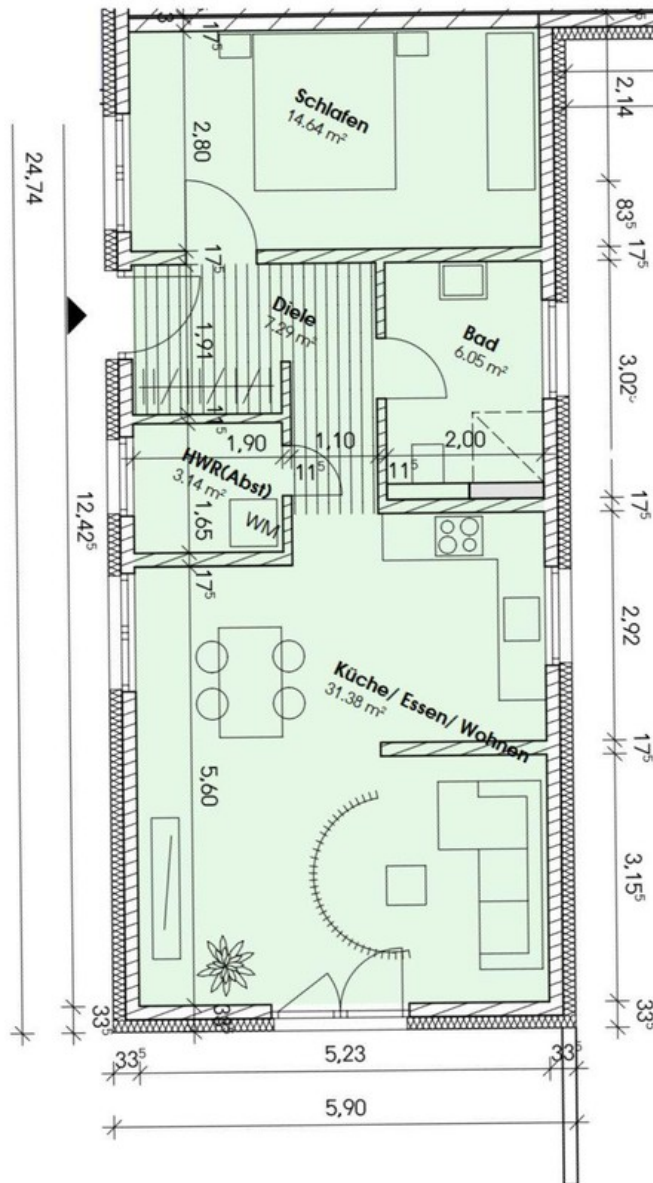 17⁵
2,14
Schlafen
14.64 m²
24,74
2,80
83⁵
17⁵
17⁵
Diele
7.29 m²
1,91
Bad
6.05 m²
3,02⁵
11⁵
1,90
1,10
2,00
HWR(Abst)
3.14 m²
11⁵
11⁵
12,42⁵
1,65
WM
17⁵
17⁵
2,92
Küche/ Essen/ Wohnen
31.38 m²
17⁵
5,60
3,15⁵
33⁵
33⁵
33⁵
5,23
33⁵
5,90